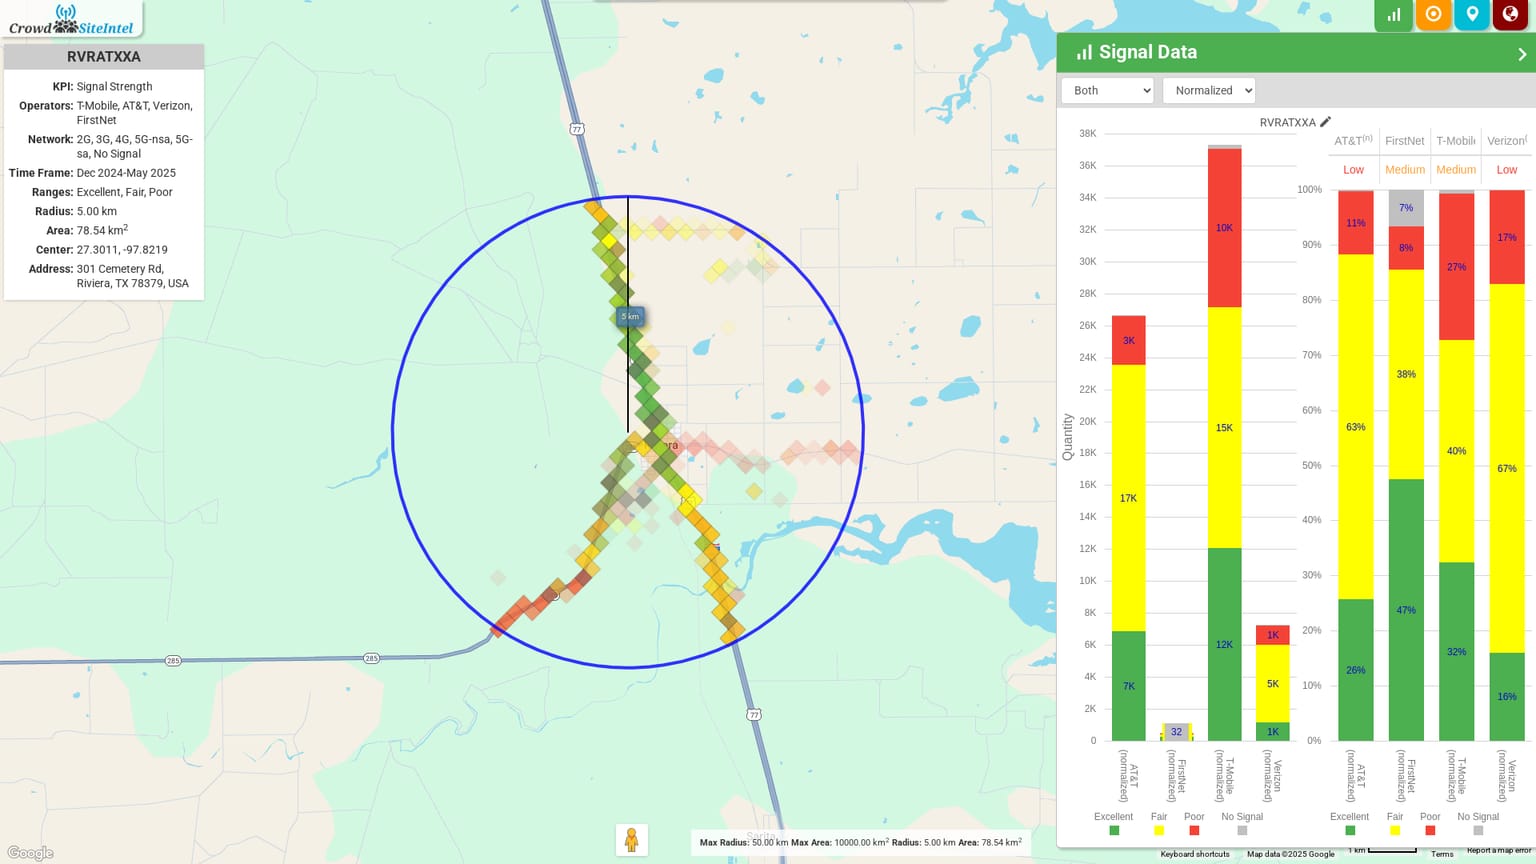 Crowd SiteIntel
RVRATXXA
KPI: Signal Strength
Operators: T-Mobile, AT&T, Verizon,
FirstNet
Network: 2G, 3G, 4G, 5G-nsa, 5G-
sa, No Signal
Time Frame: Dec 2024-May 2025
Ranges: Excellent, Fair, Poor
Radius: 5.00 km
Area: 78.54 km2
Center: 27.3011, -97.8219
Address: 301 Cemetery Rd,
Riviera, TX 78379, USA
77
5 km
285
285
77
Sarita
Google
Max Radius: 50.00 km Max Area: 10000.00 km2 Radius: 5.00 km Area: 78.54 km2
Signal Data
Both
Normalized
RVRATXXA
Quantity
38K
36K
34K
32K
30K
28K
26K
24K
22K
20K
18K
16K
14K
12K
10K
8K
6K
4K
2K
0
3K
17K
7K
32
10K
15K
12K
1K
5K
1K
AT&T
(normalized)
FirstNet
(normalized)
T-Mobile
(normalized)
Verizon
(normalized)
Excellent
Fair
Poor
No Signal
AT&T(n)
FirstNet
T-Mobile
Verizon(
Low
Medium
Medium
Low
100%
90%
80%
70%
60%
50%
40%
30%
20%
10%
0%
11%
63%
26%
7%
8%
38%
47%
27%
40%
32%
17%
67%
16%
AT&T
(normalized)
FirstNet
(normalized)
T-Mobile
(normalized)
Verizon
(normalized)
Excellent
Fair
Poor
No Signal
Keyboard shortcuts
Map data ©2025 Google
1 km
Terms
Report a map error